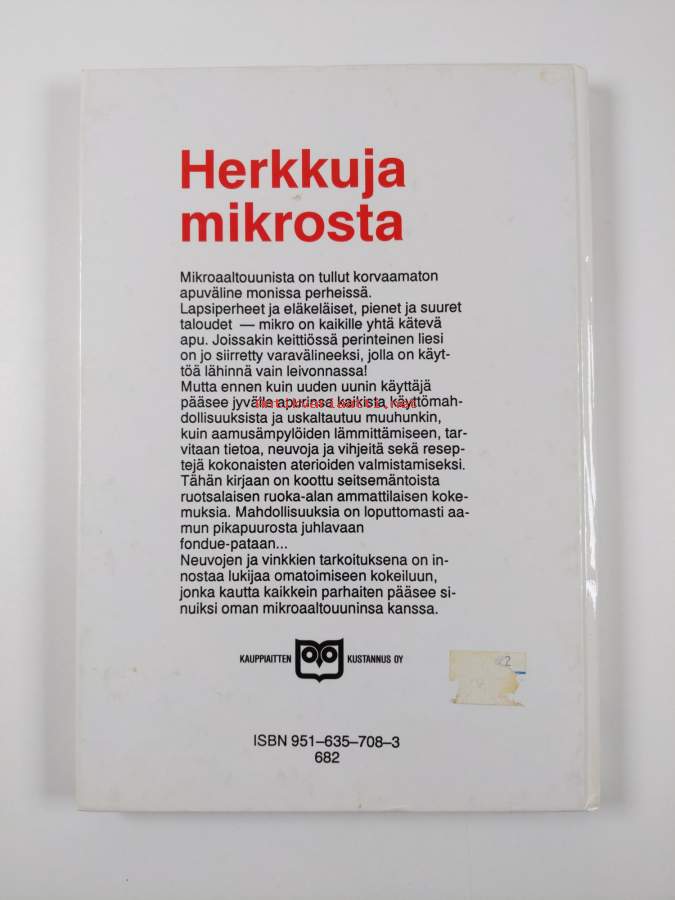 Herkkuja
mikrosta
Mikroaaltouunista on tullut korvaamaton
apuväline monissa perheissä.
Lapsiperheet ja eläkeläiset, pienet ja suuret
taloudet — mikro on kaikille yhtä kätevä
apu. Joissakin keittiössä perinteinen liesi
on jo siirretty varavälineeksi, jolla on käyt-
töä lähinnä vain leivonnassa!
Mutta ennen kuin uuden uunin käyttäjä
pääsee jyvälle apurinsa kaikista käyttömah-
Antikvariaatti.net
dollisuuksista ja uskaltautuu muuhunkin,
kuin aamusämpylöiden lämmittämiseen, tar-
vitaan tietoa, neuvoja ja vihjeitä sekä resep-
tejä kokonaisten aterioiden valmistamiseksi.
Tähän kirjaan on koottu seitsemäntoista
ruotsalaisen ruoka-alan ammattilaisen koke-
muksia. Mahdollisuuksia on loputtomasti aa-
mun pikapuurosta juhlavaan
fondue-pataan...
Neuvojen ja vinkkien tarkoituksena on in-
nostaa lukijaa omatoimiseen kokeiluun,
jonka kautta kaikkein parhaiten pääsee si-
nuiksi oman mikroaaltouuninsa kanssa.
KAUPPIAITTEN KUSTANNUS OY
ISBN 951–635–708–3
682